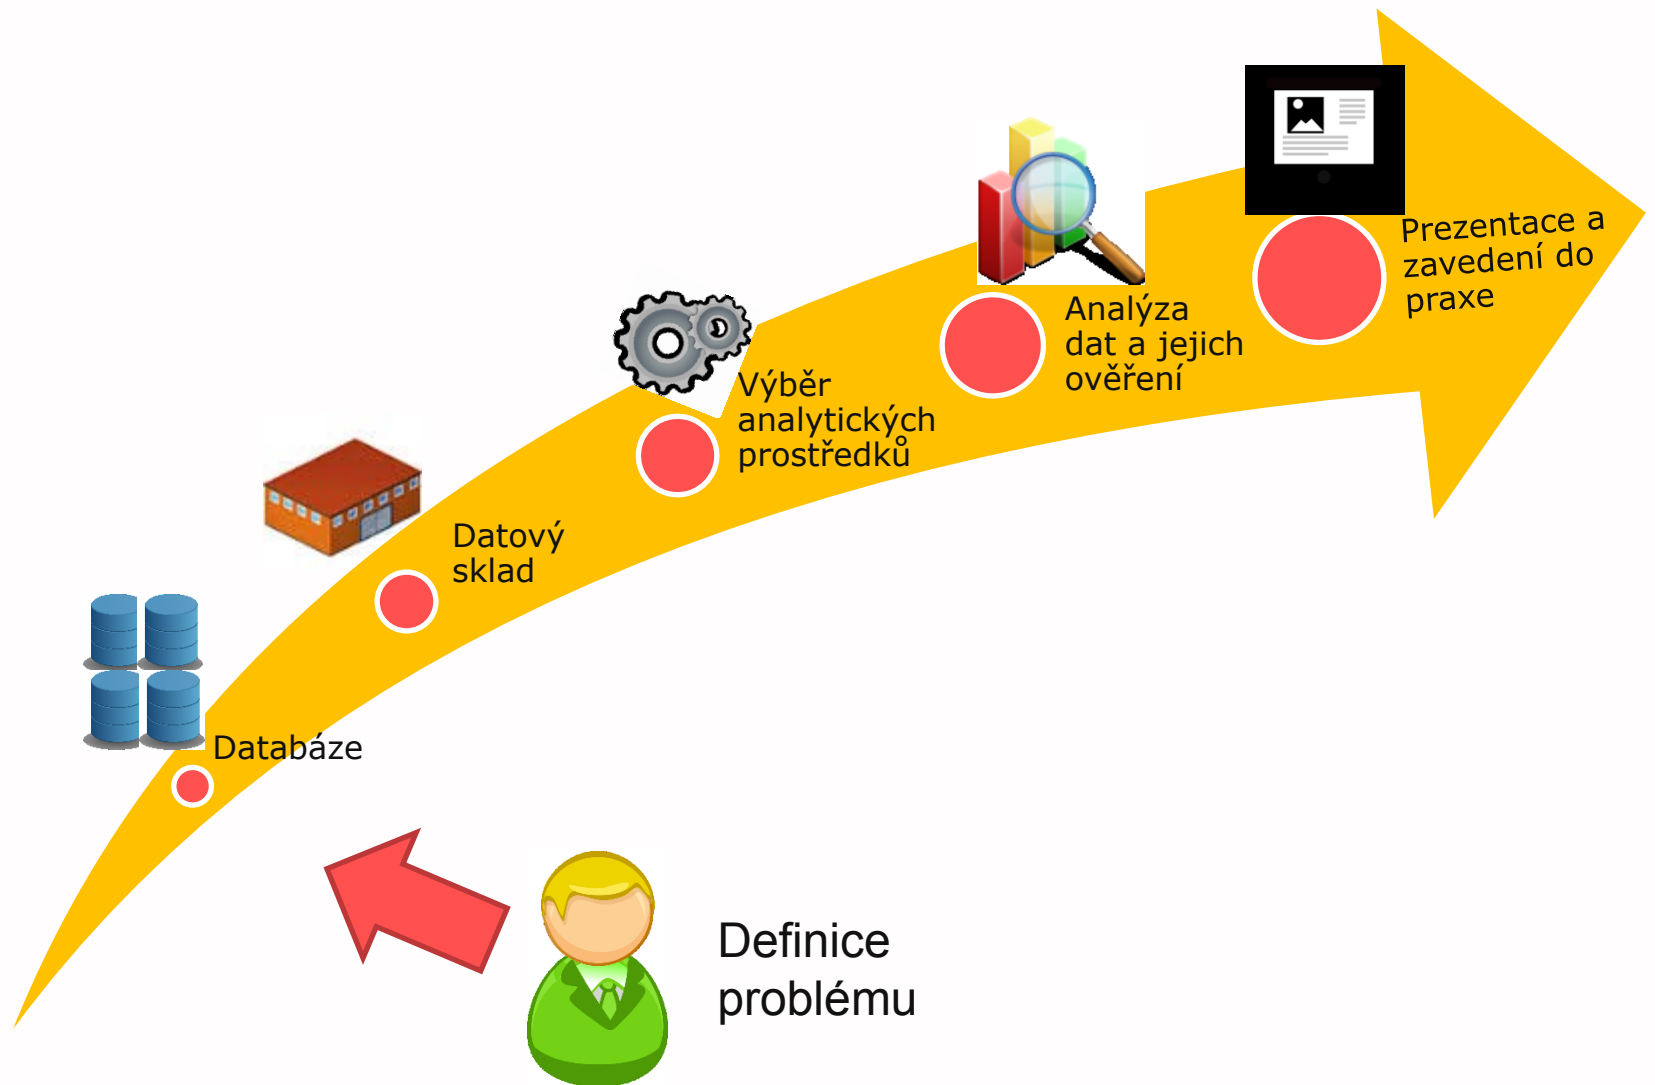 Databáze
Datový
sklad
Výběr
analytických
prostředků
Analýza
dat a jejich
ověření
Prezentace a
zavedení do
praxe
Definice
problému